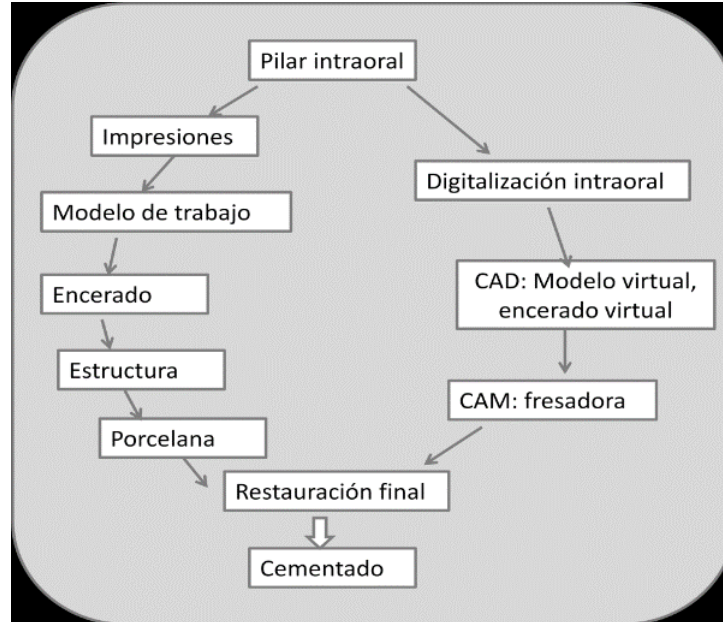 Pilar intraoral
Impresiones
Digitalización intraoral
Modelo de trabajo
CAD: Modelo virtual,
encerado virtual
Encerado
Estructura
CAM: fresadora
Porcelana
Restauración final
Cementado